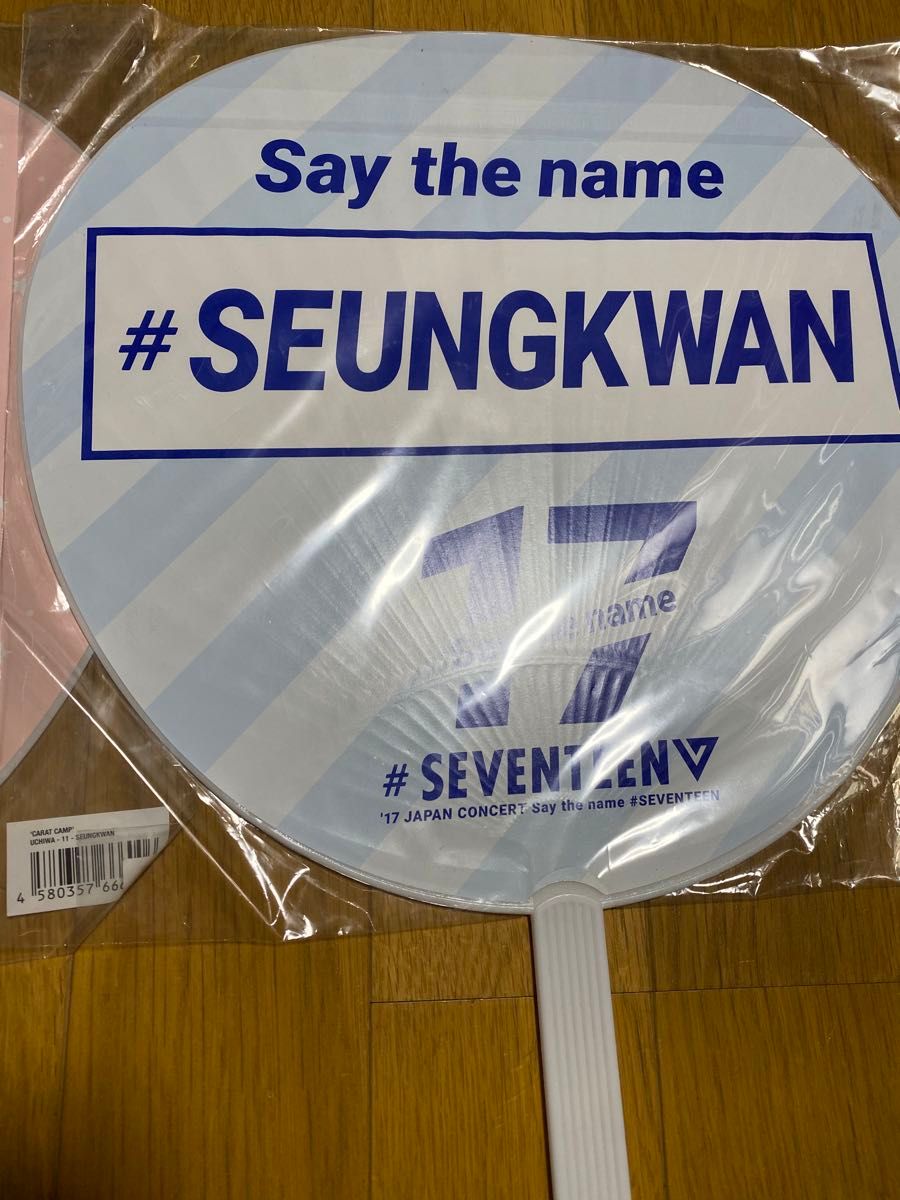 Say the name
#SEUNGKWAN
17
name
#SEVENTEEN
'17 JAPAN CONCERT Say the name #SEVENTEEN
'CARAT CAMP'
UCHIWA - 11 - SEUNGKWAN
4 580357 66